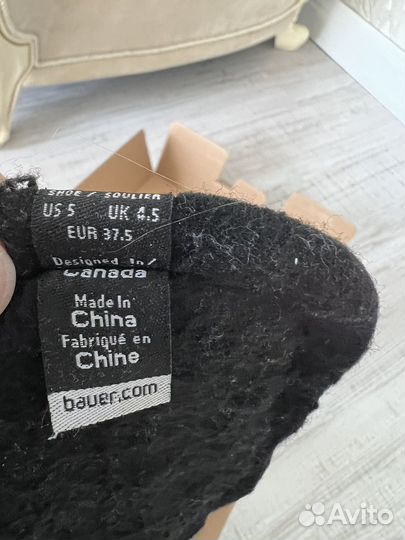 SHOE / SOULIER
US 5 UK 4.5
EUR 37.5
Designed In/
Canada
Made In
China
Fabriqué en
Chine
bauer.com
Avito